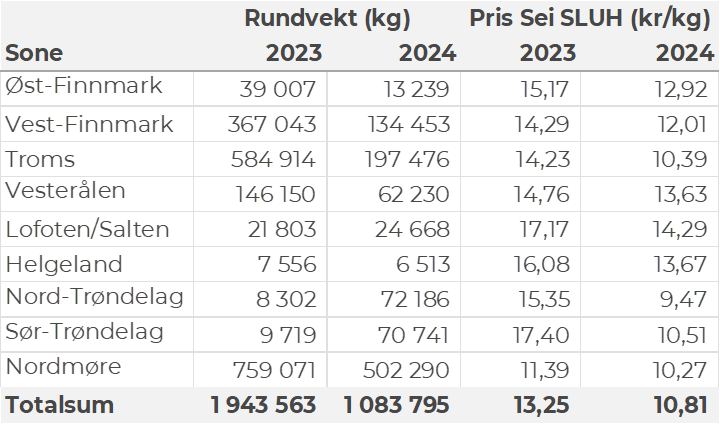 Rundvekt (kg) Pris Sei SLUH (kr/kg)
Sone 2023 2024 2023 2024
Øst-Finnmark 39 007 13 239 15,17 12,92
Vest-Finnmark 367 043 134 453 14,29 12,01
Troms 584 914 197 476 14,23 10,39
Vesterålen 146 150 62 230 14,76 13,63
Lofoten/Salten 21 803 24 668 17,17 14,29
Helgeland 7 556 6 513 16,08 13,67
Nord-Trøndelag 8 302 72 186 15,35 9,47
Sør-Trøndelag 9 719 70 741 17,40 10,51
Nordmøre 759 071 502 290 11,39 10,27
Totalsum 1 943 563 1 083 795 13,25 10,81